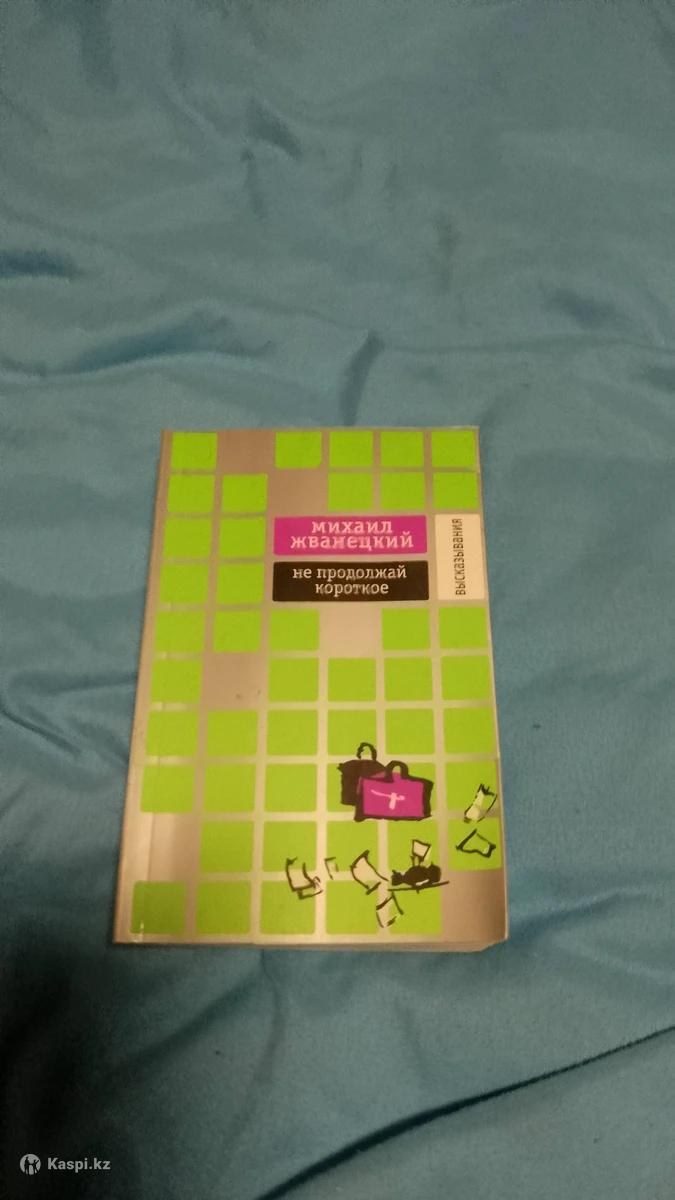 михаил
жванецкий
не продолжай
короткое
высказывания
Kaspi.kz